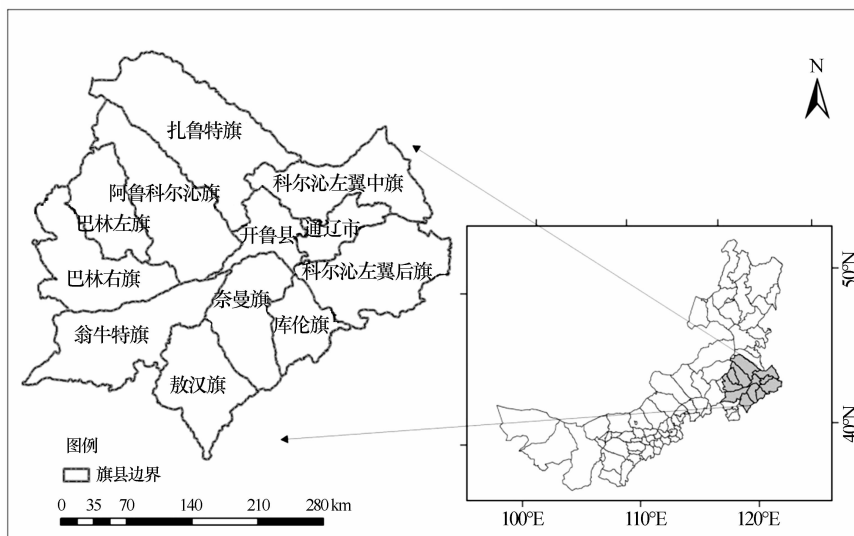 N
扎鲁特旗
科尔沁左翼中旗
阿鲁科尔沁旗
巴林左旗
开鲁县
通辽市
巴林右旗
科尔沁左翼后旗
奈曼旗
翁牛特旗
库伦旗
敖汉旗
图例
旗县边界
0 35 70 140 210 280 km
50°N
40°N
100°E 110°E 120°E